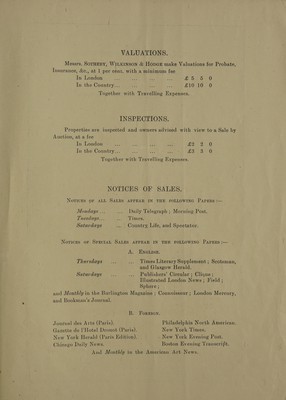 VALUATIONS.
Messrs. SOTHEBY, WILKINSON & HODGE make Valuations for Probate,
Insurance, &c., at 1 per cent. with a minimum fee
In London ... ... ... ... £ 5 5 0
In the Country ... ... ... ... £10 10 0
Together with Travelling Expenses.
INSPECTIONS.
Properties are inspected and owners advised with view to a Sale by
Auction, at a fee
In London ... ... ... ... £2 2 0
In the Country ... ... ... ... £5 5 0
Together with Travelling Expenses.
NOTICES OF SALES.
NOTICES OF ALL SALES APPEAR IN THE FOLLOWING PAPERS:—
Mondays ... ... Daily Telegraph; Morning Post.
Tuesdays ... ... Times.
Saturdays ... Country Life, and Spectator.
NOTICES OF SPECIAL SALES APPEAR IN THE FOLLOWING PAPERS:—
A. ENGLISH.
Thursdays ... Times Literary Supplement; Scotsman,
and Glasgow Herald.
Saturdays ... Publishers' Circular; Clique;
Illustrated London News; Field;
Sphere;
and Monthly in the Burlington Magazine; Connoisseur; London Mercury,
and Bookman's Journal.
B. FOREIGN.
Journal des Arts (Paris). Philadelphia North American.
Gazette de l'Hotel Drouot (Paris). New York Times.
New York Herald (Paris Edition). New York Evening Post.
Chicago Daily News. Boston Evening Transcript.
And Monthly in the American Art News.